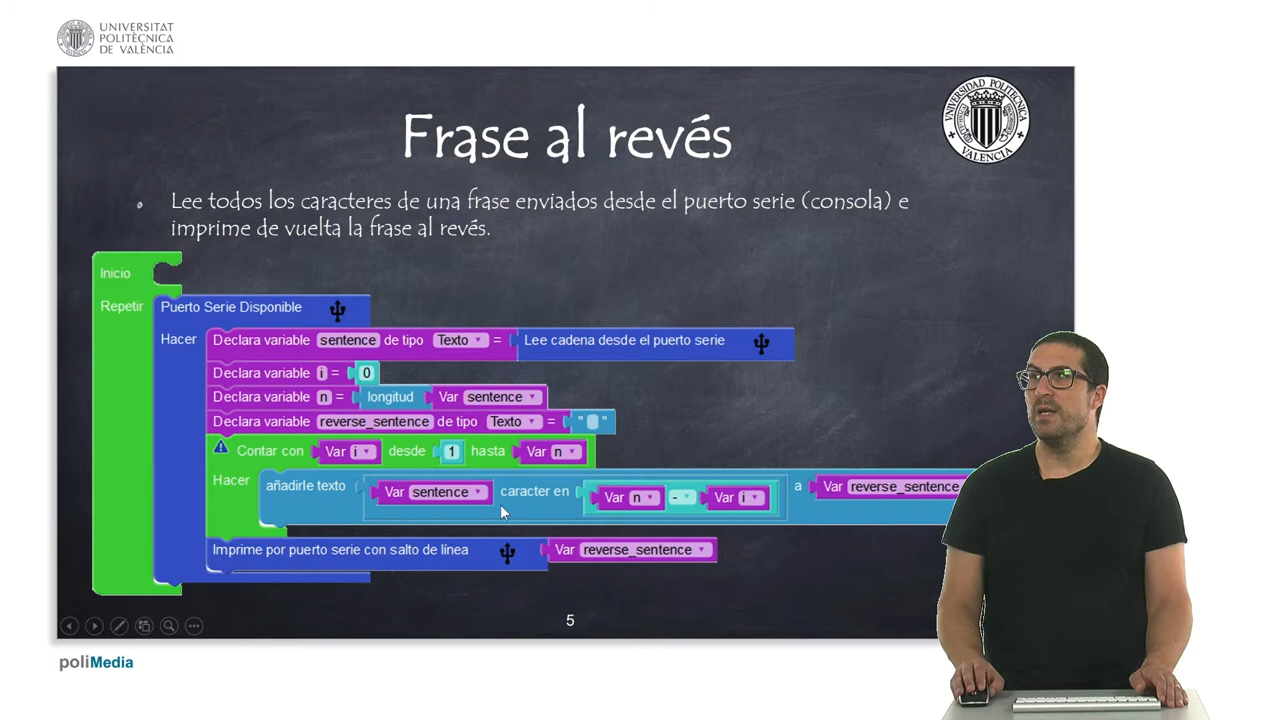 UNIVERSITAT
POLITÈCNICA
DE VALÈNCIA
UNIVERSIDAD POLITECNICA
VALENCIA
Frase al revés
Lee todos los caracteres de una frase enviados desde el puerto serie (consola) e
imprime de vuelta la frase al revés.
Inicio
Repetir Puerto Serie Disponible
Hacer Declara variable sentence de tipo Texto = Lee cadena desde el puerto serie
Declara variable i = 0
Declara variable n = longitud Var sentence
Declara variable reverse_sentence de tipo Texto = " "
Contar con Var i desde 1 hasta Var n
Hacer añadirle texto Var sentence caracter en Var n - Var i a Var reverse_sentence
Imprime por puerto serie con salto de línea Var reverse_sentence
5
poliMedia